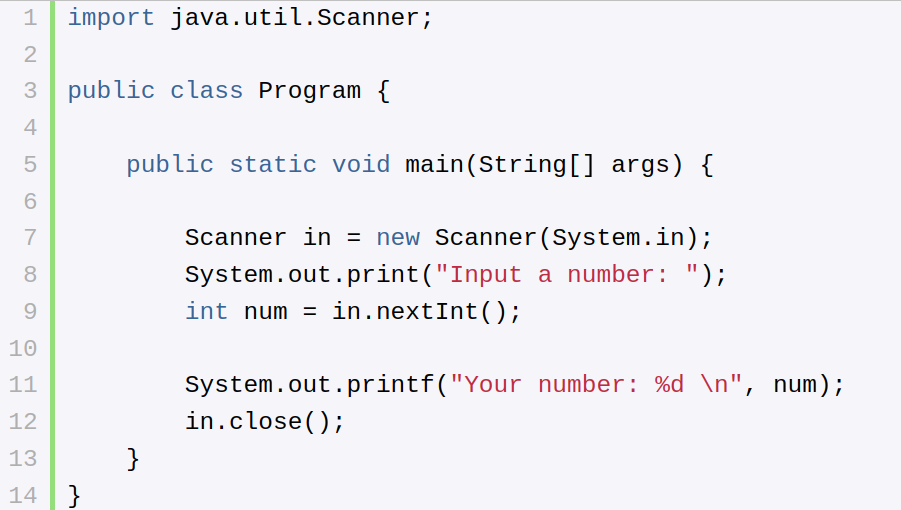 1 import java.util.Scanner;
2
3 public class Program {
4
5     public static void main(String[] args) {
6
7         Scanner in = new Scanner(System.in);
8         System.out.print("Input a number: ");
9         int num = in.nextInt();
10
11         System.out.printf("Your number: %d \n", num);
12         in.close();
13     }
14 }